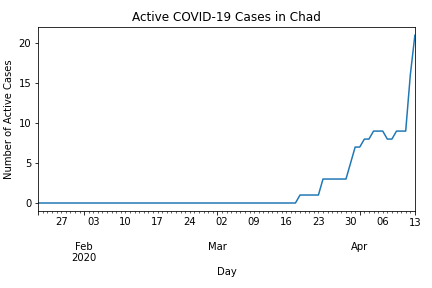 Active COVID-19 Cases in Chad
Number of Active Cases
20
15
10
5
0
27 03 10 17 24 02 09 16 23 30 06 13
Feb Mar Apr
2020
Day